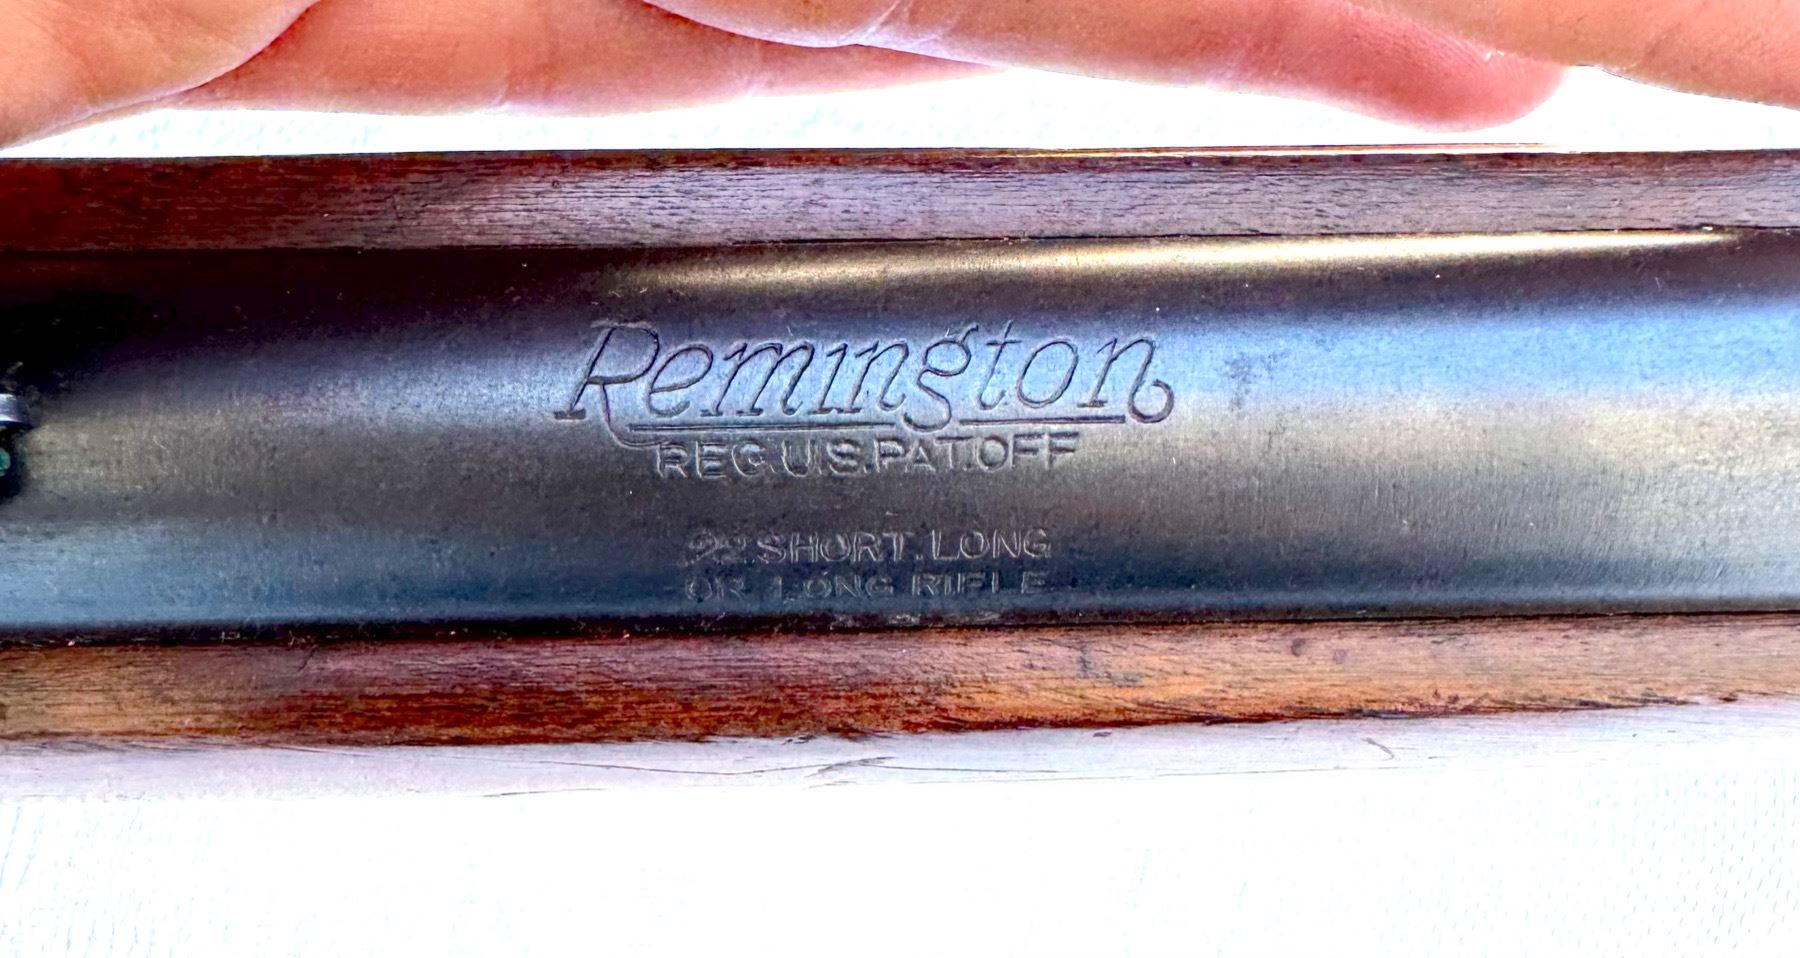 Remington
REG.U.S.PAT.OFF
.22 SHORT. LONG
OR LONG RIFLE